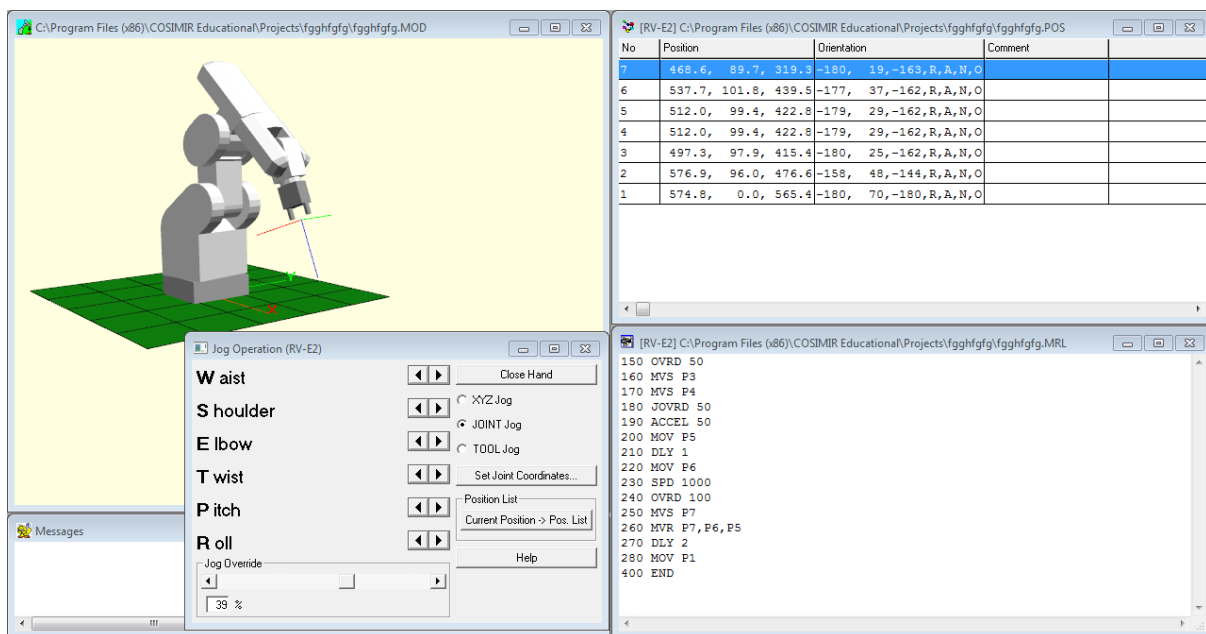 C:\Program Files (x86)\COSIMIR Educational\Projects\fgghfgfg\fgghfgfg.MOD
X
Y
Messages
Jog Operation (RV-E2)
W aist
S houlder
E lbow
T wist
P itch
R oll
Close Hand
XYZ Jog
JOINT Jog
TOOL Jog
Set Joint Coordinates...
Position List
Current Position -> Pos. List
Help
Jog Override
39 %
[RV-E2] C:\Program Files (x86)\COSIMIR Educational\Projects\fgghfgfg\fgghfgfg.POS
No Position Orientation Comment
7 468.6, 89.7, 319.3 -180, 19,-163,R,A,N,O
6 537.7, 101.8, 439.5 -177, 37,-162,R,A,N,O
5 512.0, 99.4, 422.8 -179, 29,-162,R,A,N,O
4 512.0, 99.4, 422.8 -179, 29,-162,R,A,N,O
3 497.3, 97.9, 415.4 -180, 25,-162,R,A,N,O
2 576.9, 96.0, 476.6 -158, 48,-144,R,A,N,O
1 574.8, 0.0, 565.4 -180, 70,-180,R,A,N,O
[RV-E2] C:\Program Files (x86)\COSIMIR Educational\Projects\fgghfgfg\fgghfgfg.MRL
150 OVRD 50
160 MVS P3
170 MVS P4
180 JOVRD 50
190 ACCEL 50
200 MOV P5
210 DLY 1
220 MOV P6
230 SPD 1000
240 OVRD 100
250 MVS P7
260 MVR P7,P6,P5
270 DLY 2
280 MOV P1
400 END